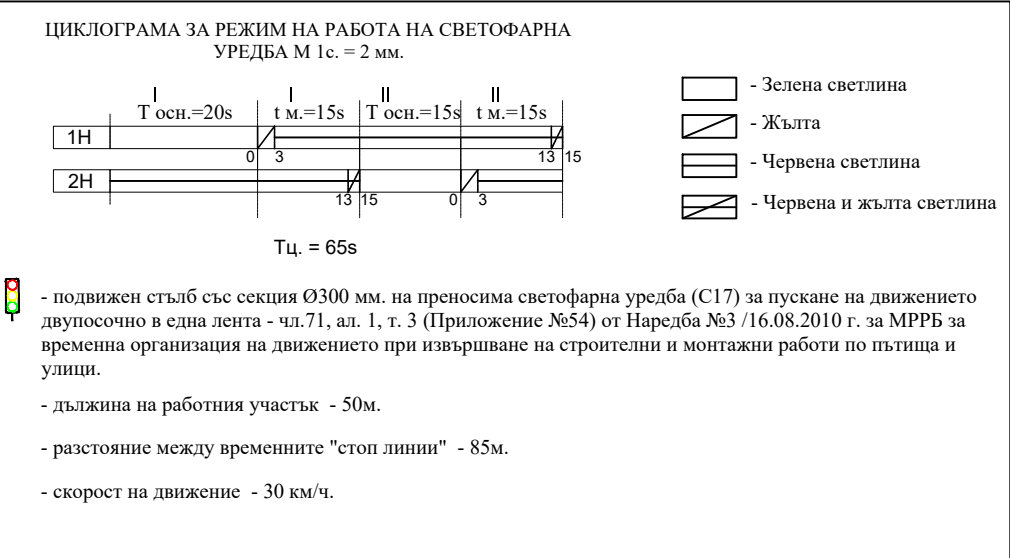 ЦИКЛОГРАМА ЗА РЕЖИМ НА РАБОТА НА СВЕТОФАРНА
УРЕДБА М 1с. = 2 мм.
I I II II
Т осн.=20s t м.=15s Т осн.=15s t м.=15s
1H
0 3 13 15
2H
13 15 0 3
Тц. = 65s
- Зелена светлина
- Жълта
- Червена светлина
- Червена и жълта светлина
- подвижен стълб със секция Ø300 мм. на преносима светофарна уредба (С17) за пускане на движението
двупосочно в една лента - чл.71, ал. 1, т. 3 (Приложение №54) от Наредба №3 /16.08.2010 г. за МРРБ за
временна организация на движението при извършване на строителни и монтажни работи по пътища и
улици.
- дължина на работния участък - 50м.
- разстояние между временните "стоп линии" - 85м.
- скорост на движение - 30 км/ч.